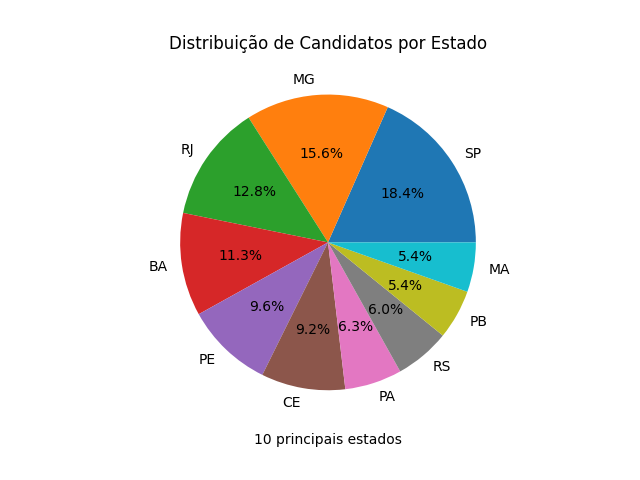 Distribuição de Candidatos por Estado
MG
SP
RJ
15.6%
18.4%
12.8%
11.3%
5.4%
BA
MA
9.6%
5.4%
6.0%
9.2%
6.3%
PB
PE
RS
CE
PA
10 principais estados